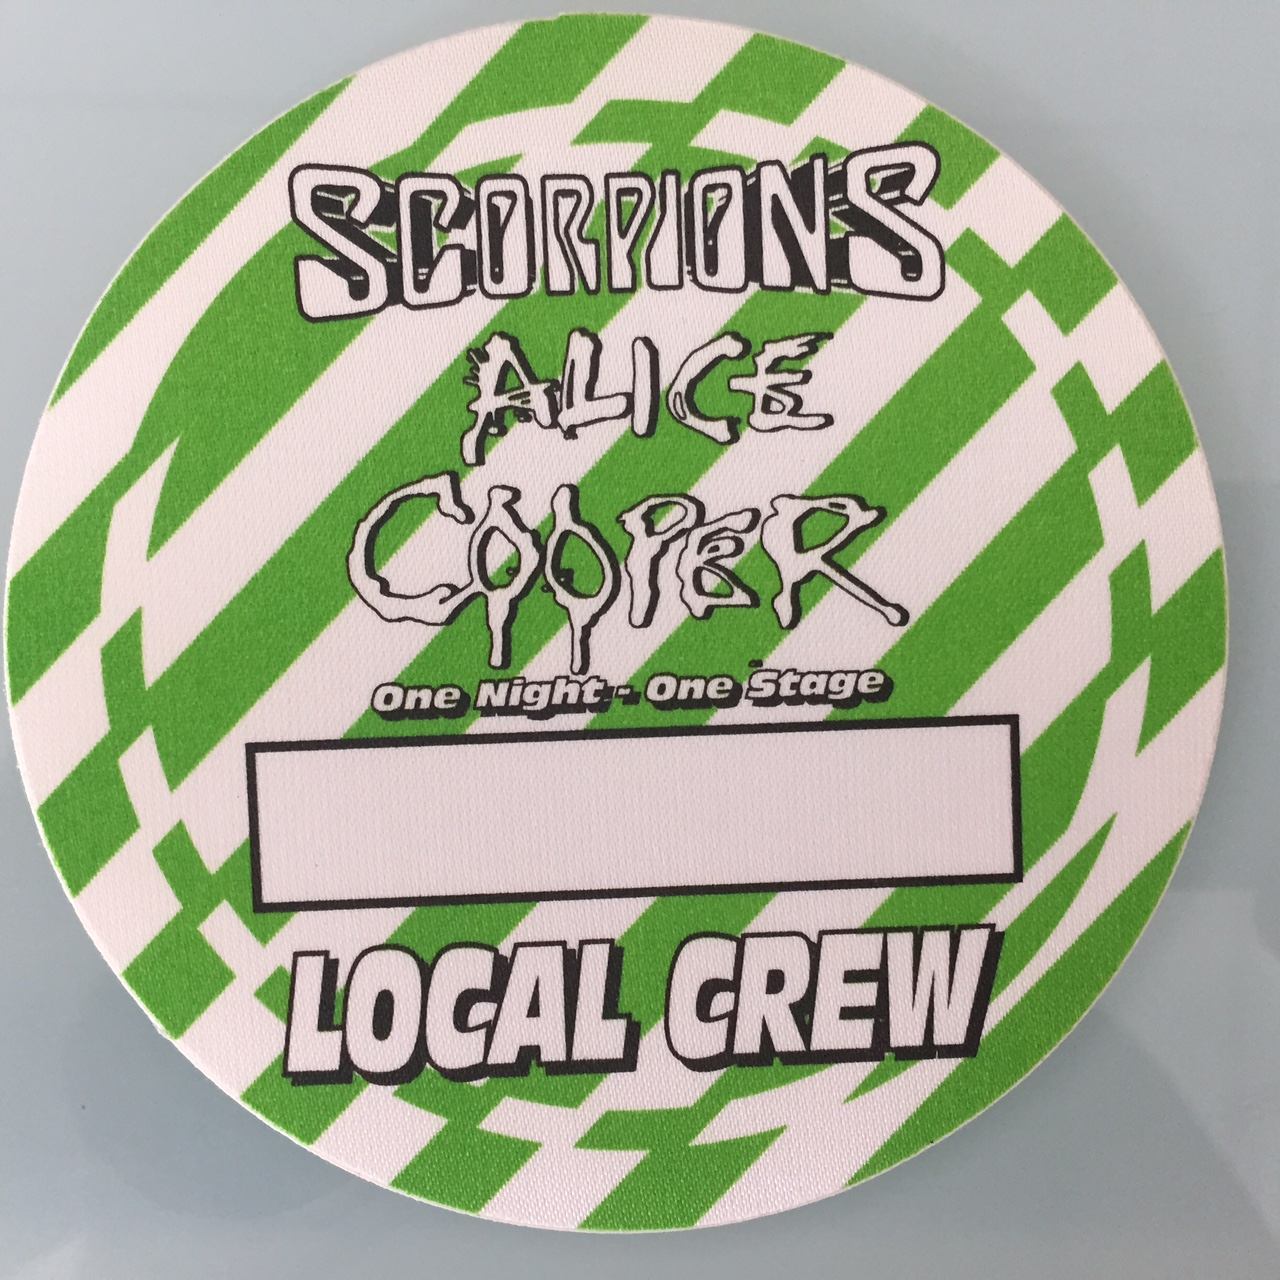 SCORPIONS
ALICE
COOPER
One Night - One Stage
LOCAL CREW